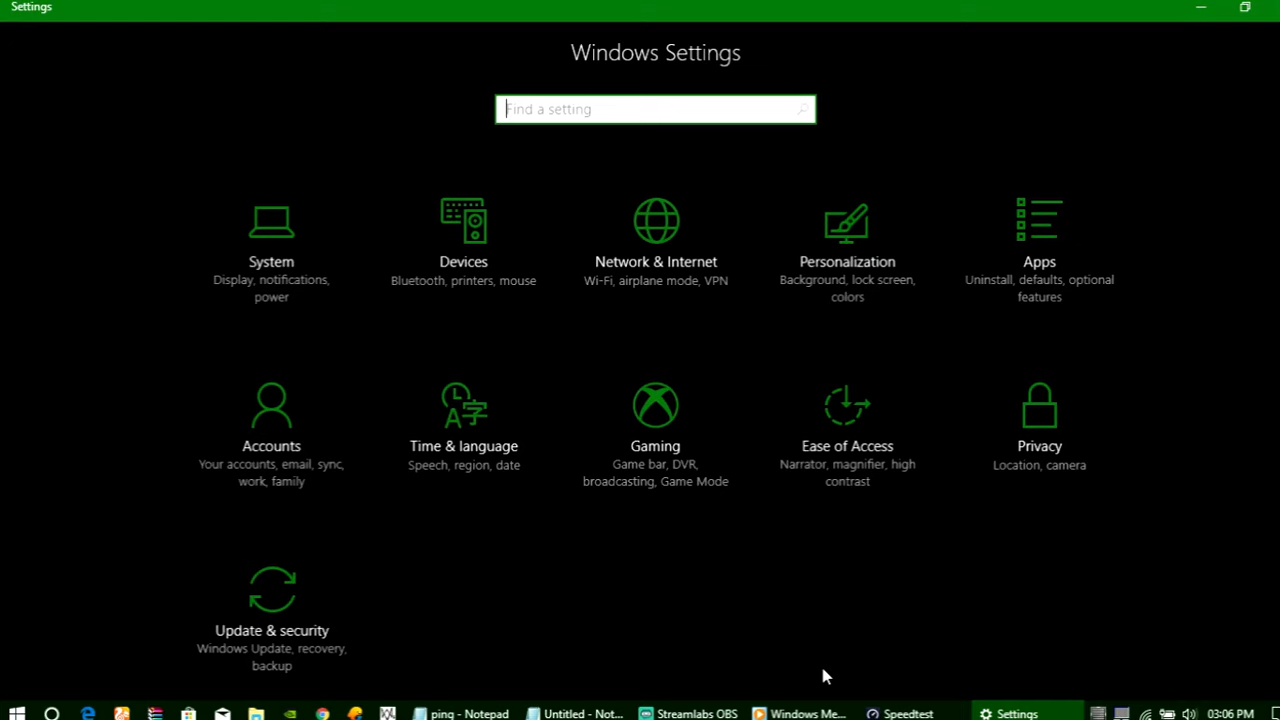 Settings
Windows Settings
Find a setting
System
Display, notifications,
power
Devices
Bluetooth, printers, mouse
Network & Internet
Wi-Fi, airplane mode, VPN
Personalization
Background, lock screen,
colors
Apps
Uninstall, defaults, optional
features
Accounts
Your accounts, email, sync,
work, family
Time & language
Speech, region, date
Gaming
Game bar, DVR,
broadcasting, Game Mode
Ease of Access
Narrator, magnifier, high
contrast
Privacy
Location, camera
Update & security
Windows Update, recovery,
backup
ping - Notepad
Untitled - Not...
Streamlabs OBS
Windows Me...
Speedtest
Settings
03:06 PM